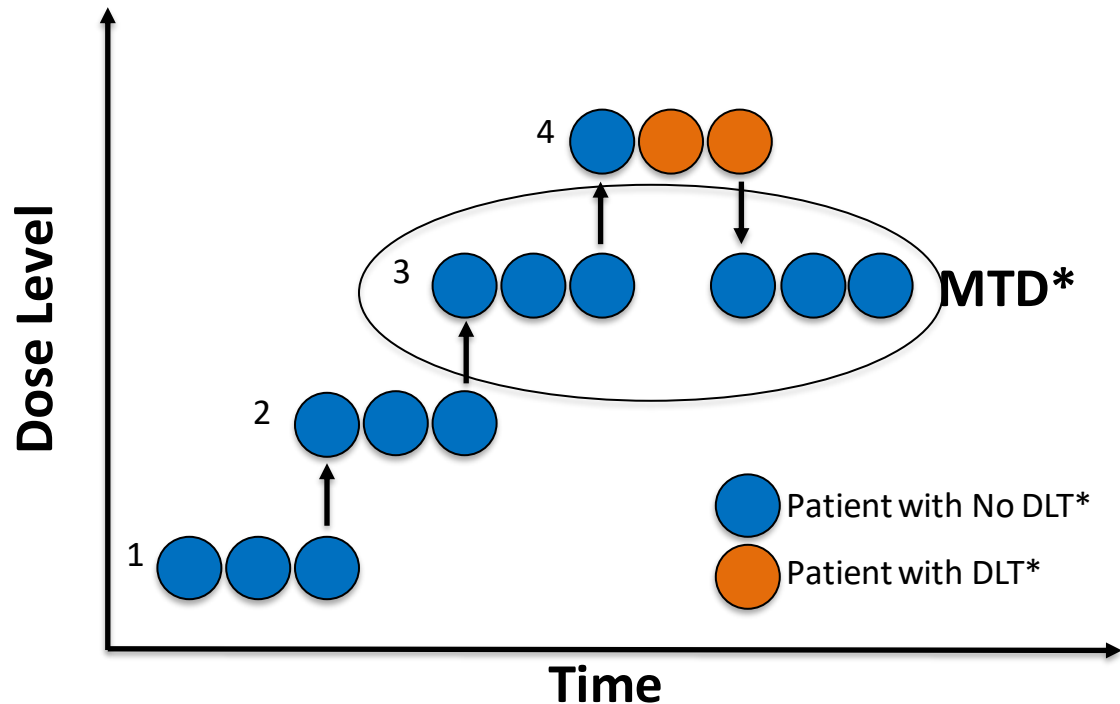 4
3
MTD*
2
1
Patient with No DLT*
Patient with DLT*
Dose Level
Time